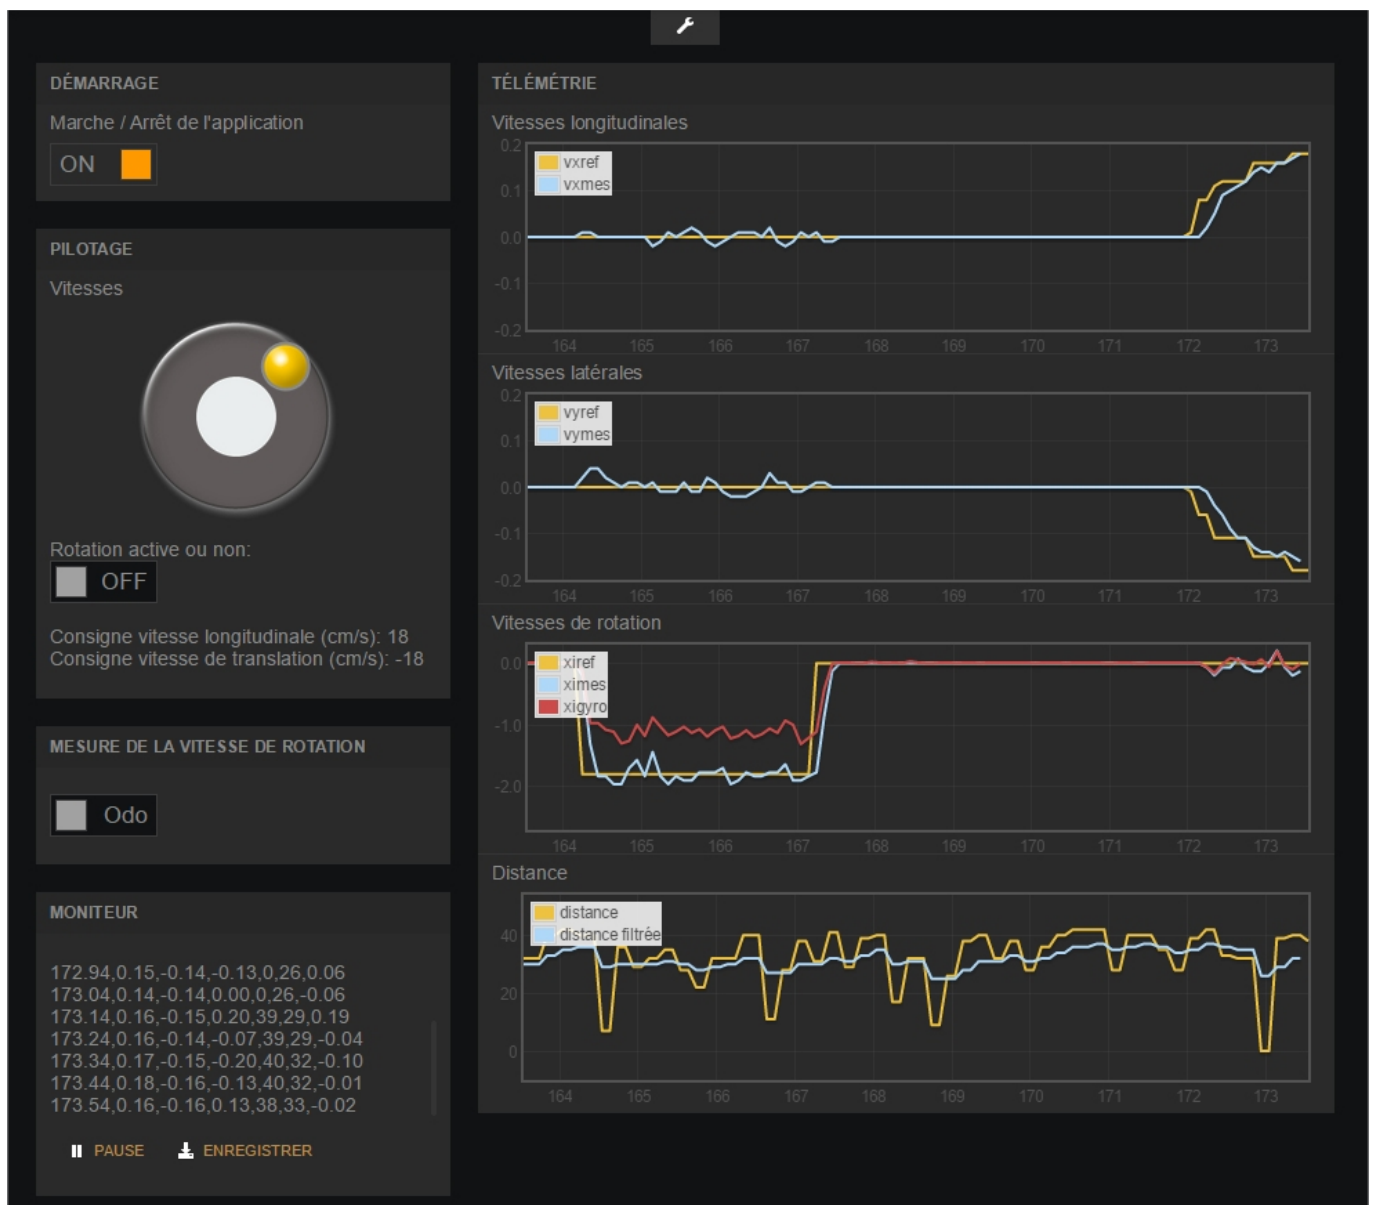 DÉMARRAGE
Marche / Arrêt de l'application
ON
PILOTAGE
Vitesses
Rotation active ou non:
OFF
Consigne vitesse longitudinale (cm/s): 18
Consigne vitesse de translation (cm/s): -18
MESURE DE LA VITESSE DE ROTATION
Odo
MONITEUR
172.94,0.15,-0.14,-0.13,0,26,0.06
173.04,0.14,-0.14,0.00,0,26,-0.06
173.14,0.16,-0.15,0.20,39,29,0.19
173.24,0.16,-0.14,-0.07,39,29,-0.04
173.34,0.17,-0.15,-0.20,40,32,-0.10
173.44,0.18,-0.16,-0.13,40,32,-0.01
173.54,0.16,-0.16,0.13,38,33,-0.02
PAUSE ENREGISTRER
TÉLÉMÉTRIE
Vitesses longitudinales
0.2
vxref
vxmes
0.1
0.0
-0.1
-0.2
164 165 166 167 168 169 170 171 172 173
Vitesses latérales
0.2
vyref
vymes
0.1
0.0
-0.1
-0.2
164 165 166 167 168 169 170 171 172 173
Vitesses de rotation
0.0
xiref
ximes
xigyro
-1.0
-2.0
164 165 166 167 168 169 170 171 172 173
Distance
distance
distance filtrée
40
20
0
164 165 166 167 168 169 170 171 172 173